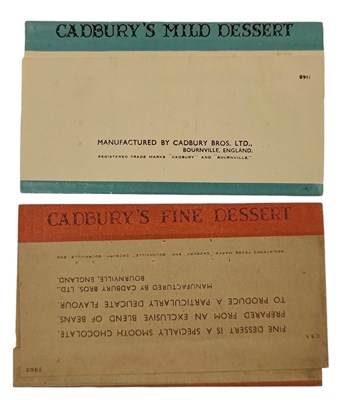 CADBURY'S MILD DESSERT
MANUFACTURED BY CADBURY BROS. LTD.,
BOURNVILLE, ENGLAND.
REGISTERED TRADE MARKS "CADBURY" AND "BOURNVILLE."
CADBURY'S FINE DESSERT
FINE DESSERT IS A SPECIALLY SMOOTH CHOCOLATE.
PREPARED FROM AN EXCLUSIVE BLEND OF BEANS
TO PRODUCE A PARTICULARLY DELICATE FLAVOUR.
MANUFACTURED BY CADBURY BROS. LTD.,
BOURNVILLE, ENGLAND.